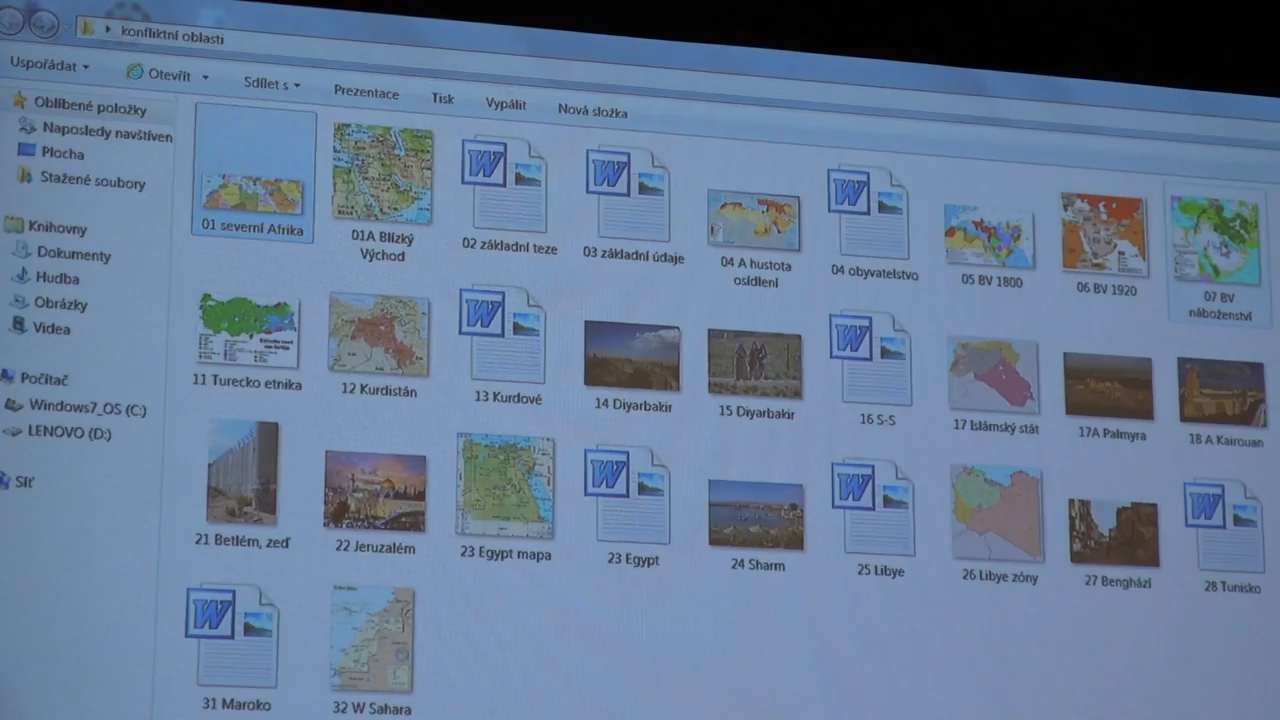 konfliktní oblasti
Uspořádat
Otevřít
Sdílet s
Prezentace
Tisk
Vypálit
Nová složka
Oblíbené položky
Naposledy navštíven
Plocha
Stažené soubory
Knihovny
Dokumenty
Hudba
Obrázky
Videa
Počítač
Windows7_OS (C:)
LENOVO (D:)
Síť
01 severní Afrika
01A Blízký
Východ
02 základní teze
03 základní údaje
04 A hustota
osídlení
04 obyvatelstvo
05 BV 1800
06 BV 1920
07 BV
náboženství
11 Turecko etnika
12 Kurdistán
13 Kurdové
14 Diyarbakir
15 Diyarbakir
16 S-S
17 Islámský stát
17A Palmyra
18 A Kairouan
21 Betlém, zeď
22 Jeruzalém
23 Egypt mapa
23 Egypt
24 Sharm
25 Libye
26 Libye zóny
27 Benghází
28 Tunisko
31 Maroko
32 W Sahara